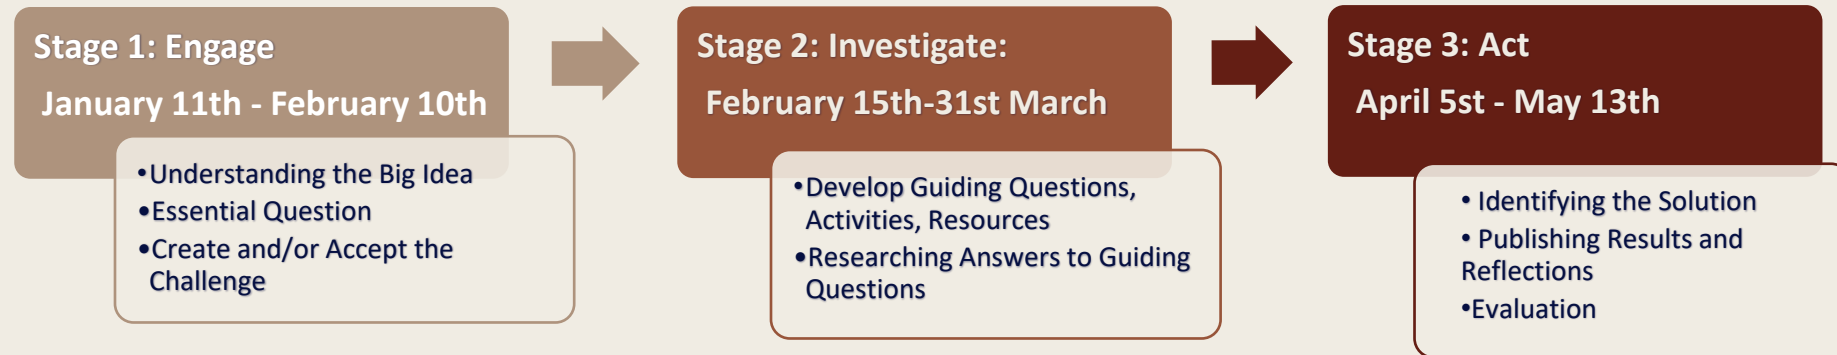 Stage 1: Engage
January 11th - February 10th
•Understanding the Big Idea
•Essential Question
•Create and/or Accept the
Challenge
Stage 2: Investigate:
February 15th-31st March
•Develop Guiding Questions,
Activities, Resources
•Researching Answers to Guiding
Questions
Stage 3: Act
April 5st - May 13th
• Identifying the Solution
• Publishing Results and
Reflections
•Evaluation